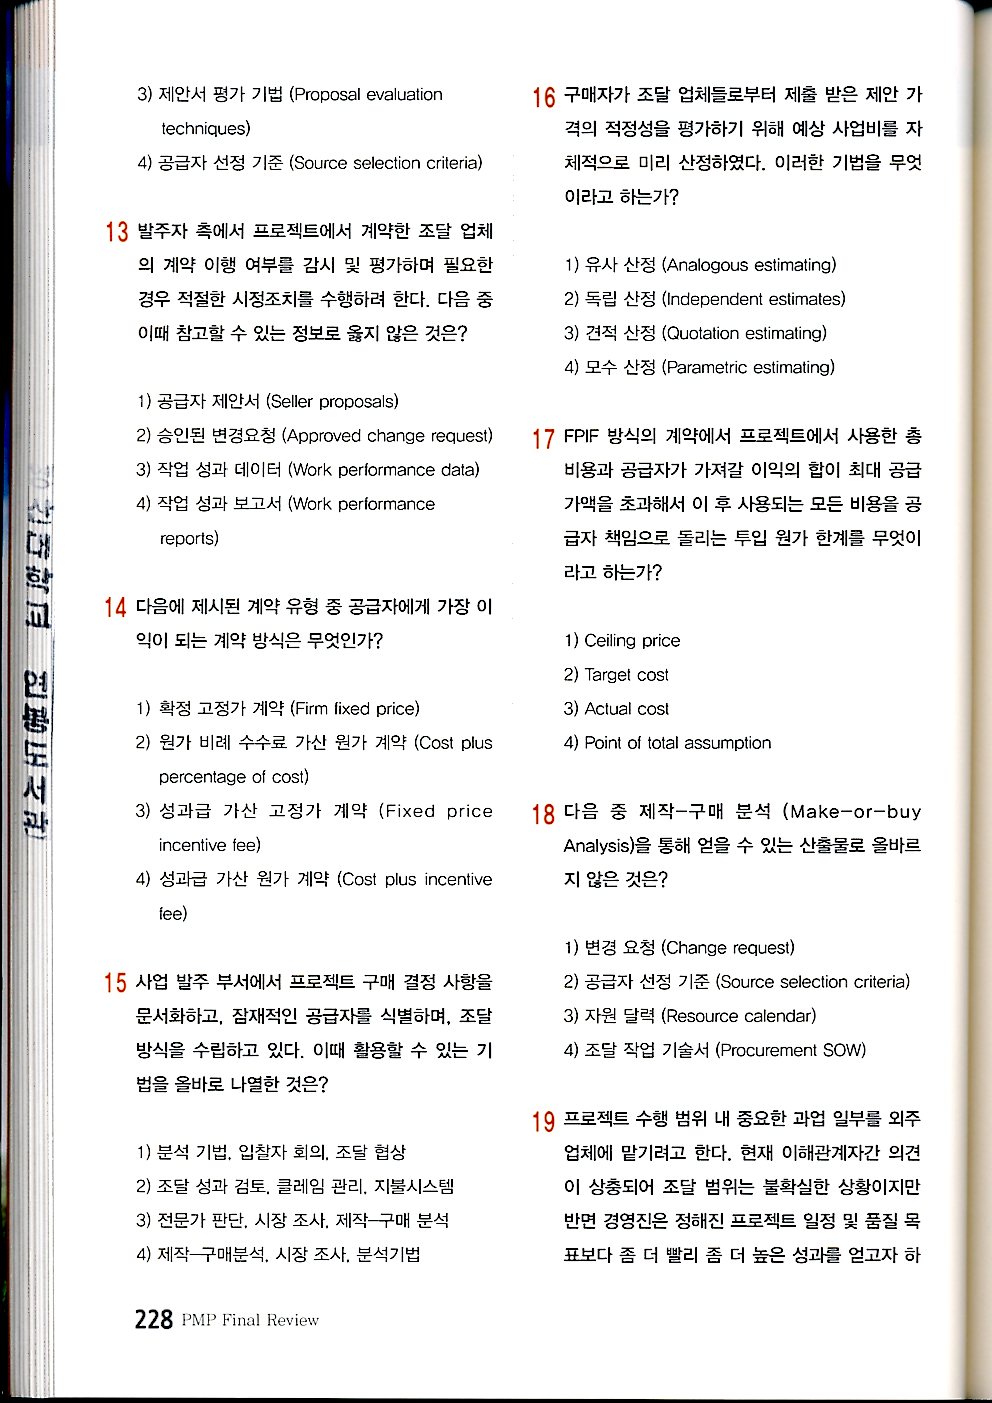 3) 제안서 평가 기법 (Proposal evaluation
techniques)
4) 공급자 선정 기준 (Source selection criteria)
13 발주자 측에서 프로젝트에서 계약한 조달 업체
의 계약 이행 여부를 감시 및 평가하며 필요한
경우 적절한 시정조치를 수행하려 한다. 다음 중
이때 참고할 수 있는 정보로 옳지 않은 것은?
1) 공급자 제안서 (Seller proposals)
2) 승인된 변경요청 (Approved change request)
3) 작업 성과 데이터 (Work performance data)
4) 작업 성과 보고서 (Work performance
reports)
14 다음에 제시된 계약 유형 중 공급자에게 가장 이
익이 되는 계약 방식은 무엇인가?
1) 확정 고정가 계약 (Firm fixed price)
2) 원가 비례 수수료 가산 원가 계약 (Cost plus
percentage of cost)
3) 성과급 가산 고정가 계약 (Fixed price
incentive fee)
4) 성과급 가산 원가 계약 (Cost plus incentive
fee)
15 사업 발주 부서에서 프로젝트 구매 결정 사항을
문서화하고, 잠재적인 공급자를 식별하며, 조달
방식을 수립하고 있다. 이때 활용할 수 있는 기
법을 올바로 나열한 것은?
1) 분석 기법, 입찰자 회의, 조달 협상
2) 조달 성과 검토, 클레임 관리, 지불시스템
3) 전문가 판단, 시장 조사, 제작–구매 분석
4) 제작–구매분석, 시장 조사, 분석기법
16 구매자가 조달 업체들로부터 제출 받은 제안 가
격의 적정성을 평가하기 위해 예상 사업비를 자
체적으로 미리 산정하였다. 이러한 기법을 무엇
이라고 하는가?
1) 유사 산정 (Analogous estimating)
2) 독립 산정 (Independent estimates)
3) 견적 산정 (Quotation estimating)
4) 모수 산정 (Parametric estimating)
17 FPIF 방식의 계약에서 프로젝트에서 사용한 총
비용과 공급자가 가져갈 이익의 합이 최대 공급
가액을 초과해서 이 후 사용되는 모든 비용을 공
급자 책임으로 돌리는 투입 원가 한계를 무엇이
라고 하는가?
1) Ceiling price
2) Target cost
3) Actual cost
4) Point of total assumption
18 다음 중 제작–구매 분석 (Make–or–buy
Analysis)을 통해 얻을 수 있는 산출물로 올바르
지 않은 것은?
1) 변경 요청 (Change request)
2) 공급자 선정 기준 (Source selection criteria)
3) 자원 달력 (Resource calendar)
4) 조달 작업 기술서 (Procurement SOW)
19 프로젝트 수행 범위 내 중요한 과업 일부를 외주
업체에 맡기려고 한다. 현재 이해관계자간 의견
이 상충되어 조달 범위는 불확실한 상황이지만
반면 경영진은 정해진 프로젝트 일정 및 품질 목
표보다 좀 더 빨리 좀 더 높은 성과를 얻고자 하
228 PMP Final Review